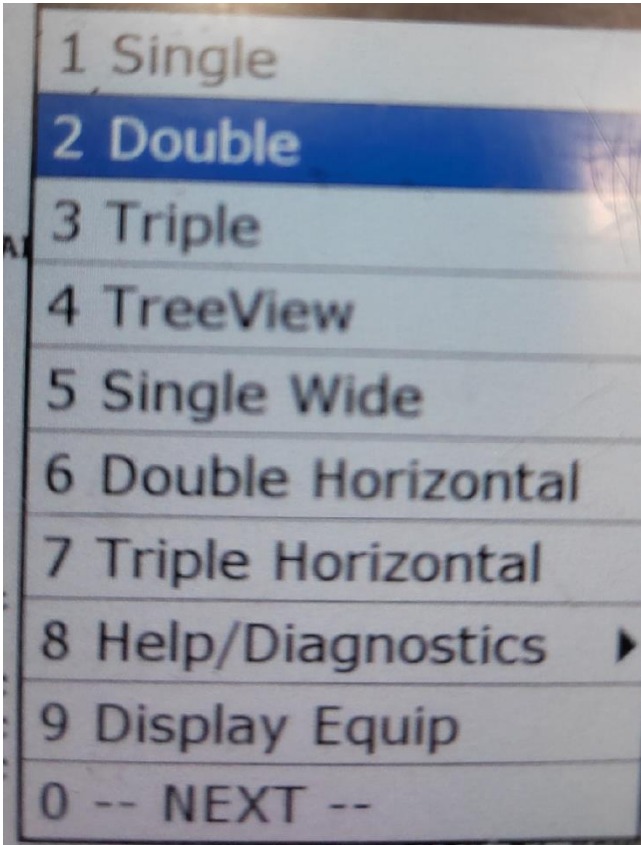 1 Single
2 Double
3 Triple
4 TreeView
5 Single Wide
6 Double Horizontal
7 Triple Horizontal
8 Help/Diagnostics
9 Display Equip
0 -- NEXT --